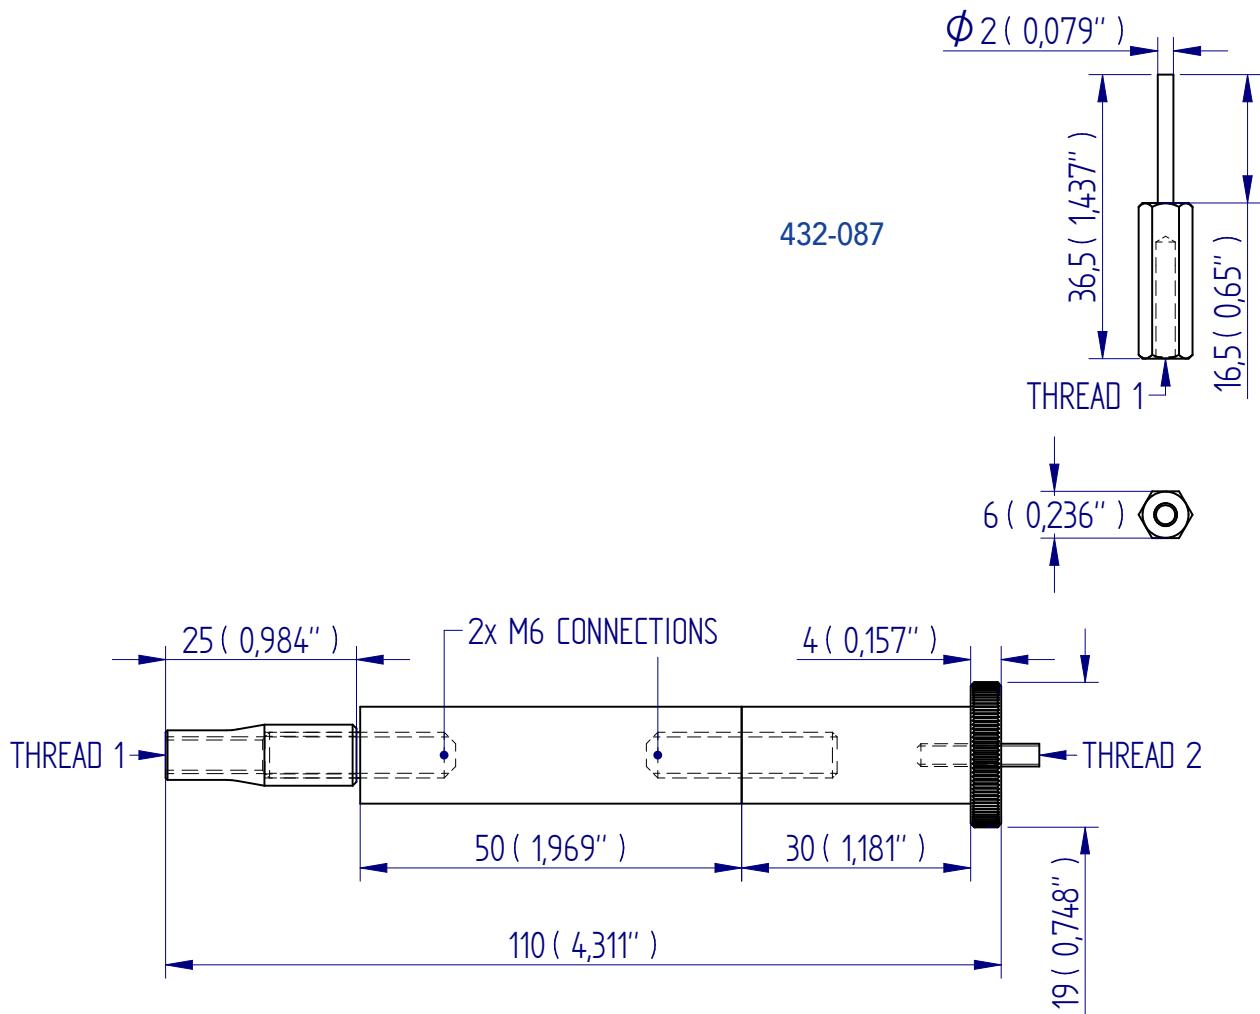 ϕ 2 ( 0,079" )
36,5 ( 1,437" )
432-087
16,5 ( 0,65" )
THREAD 1
6 ( 0,236" )
25 ( 0,984" )
2x M6 CONNECTIONS
4 ( 0,157" )
THREAD 1
THREAD 2
50 ( 1,969" )
30 ( 1,181" )
19 ( 0,748" )
110 ( 4,311" )